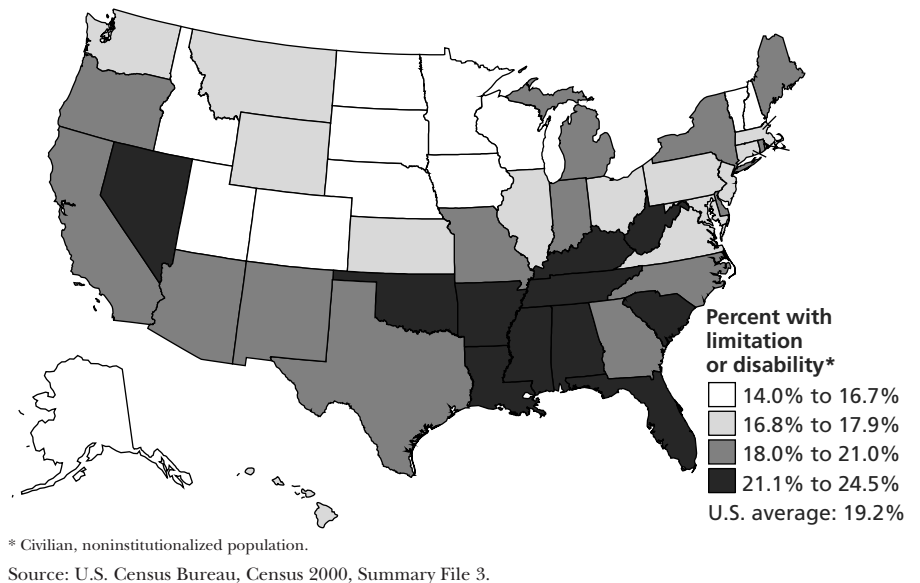 Percent with
limitation
or disability*
14.0% to 16.7%
16.8% to 17.9%
18.0% to 21.0%
21.1% to 24.5%
U.S. average: 19.2%
* Civilian, noninstitutionalized population.
Source: U.S. Census Bureau, Census 2000, Summary File 3.